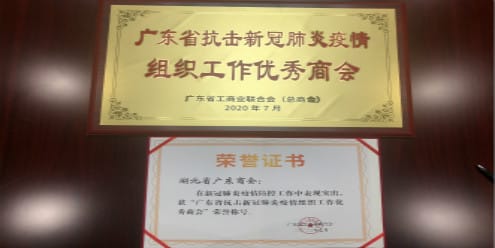 广东省抗击新冠肺炎疫情
组织工作优秀商会
广东省工商业联合会（总商会）
2020年7月
荣誉证书
湖北省广东商会：
在新冠肺炎疫情防控工作中表现突出，
获“广东省抗击新冠肺炎疫情组织工作优
秀商会”荣誉称号。